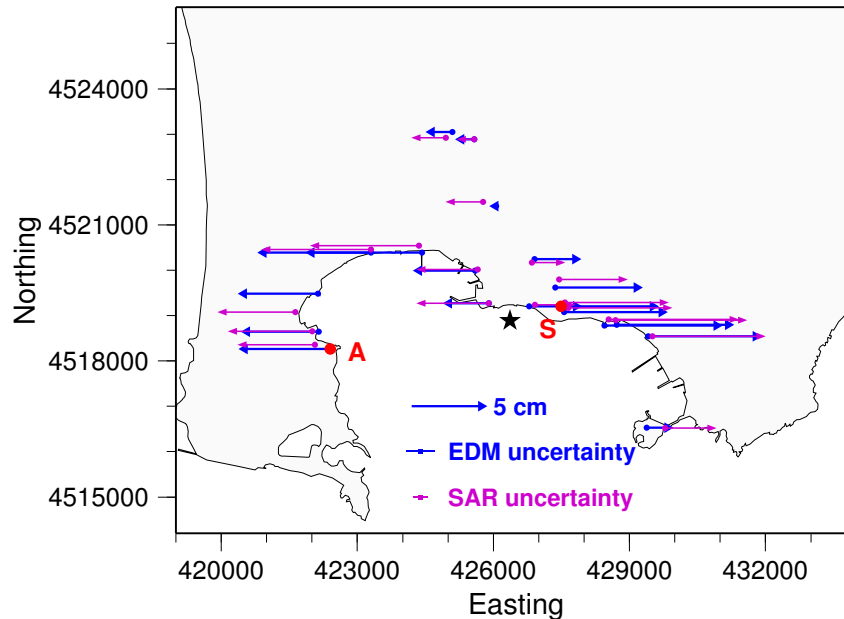 4524000
4521000
4518000
4515000
Northing
A
S
5 cm
EDM uncertainty
SAR uncertainty
420000 423000 426000 429000 432000
Easting